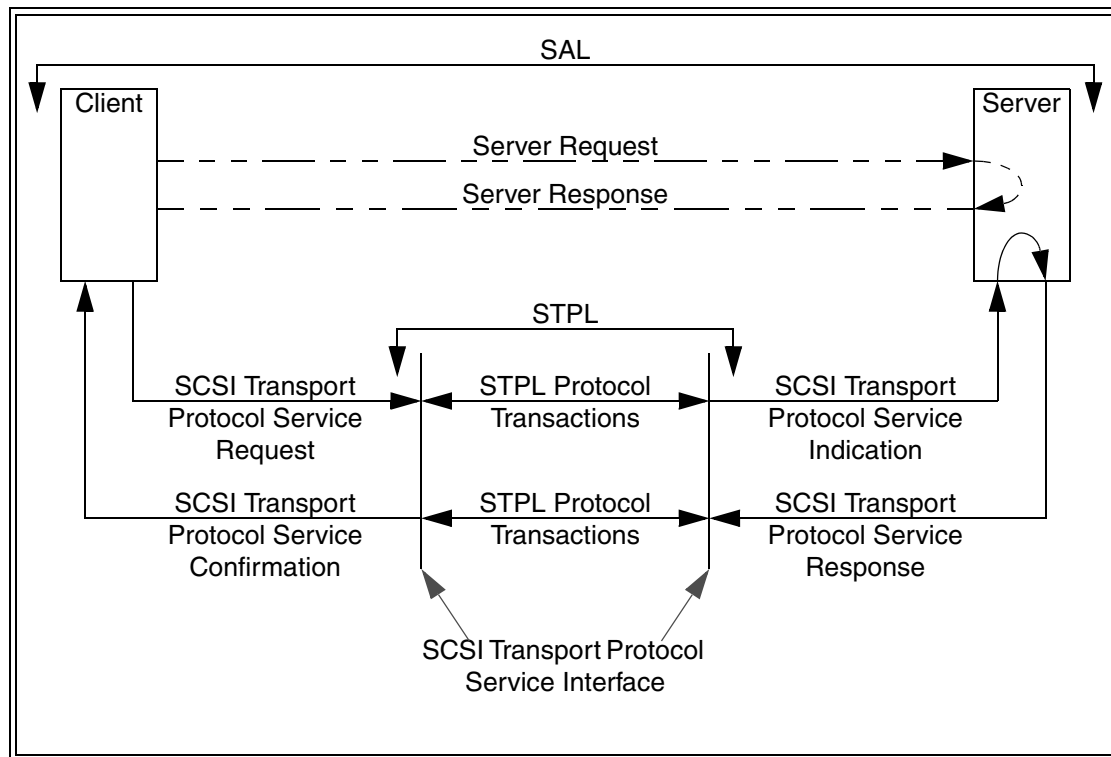 SAL
Client
Server
Server Request
Server Response
STPL
SCSI Transport
Protocol Service
Request
STPL Protocol
Transactions
SCSI Transport
Protocol Service
Indication
SCSI Transport
Protocol Service
Confirmation
STPL Protocol
Transactions
SCSI Transport
Protocol Service
Response
SCSI Transport Protocol
Service Interface